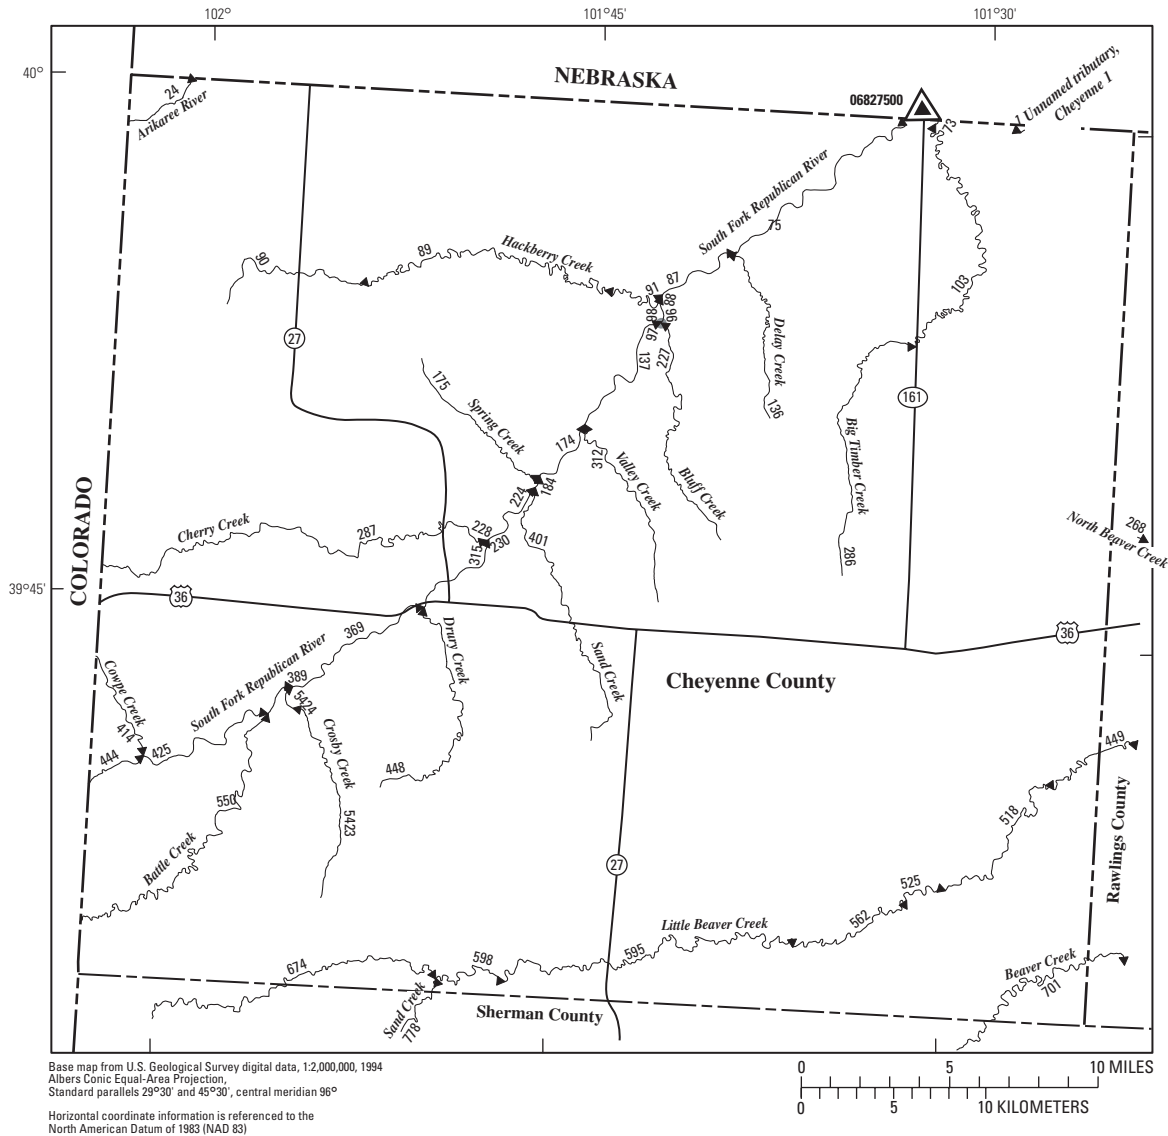 102°
101°45'
101°30'
40°
NEBRASKA
24
Arikaree River
06827500
1 Unnamed tributary,
Cheyenne 1
73
South Fork Republican River
75
Hackberry Creek
89
90
91
87
88
98
96
97
137
227
103
27
Delay Creek
136
161
175
Spring Creek
174
312
Valley Creek
Bluff Creek
Big Timber Creek
286
184
224
COLORADO
Cherry Creek
287
228
230
315
401
268
North Beaver Creek
39°45'
36
36
369
Drury Creek
Sand Creek
South Fork Republican River
389
Cheyenne County
Cowpe Creek
414
425
444
5424
Crosby Creek
448
449
550
5423
518
Rawlings County
Battle Creek
27
525
562
Little Beaver Creek
595
598
674
Beaver Creek
701
Sand Creek
778
Sherman County
Base map from U.S. Geological Survey digital data, 1:2,000,000, 1994
Albers Conic Equal-Area Projection,
Standard parallels 29°30' and 45°30', central meridian 96°
Horizontal coordinate information is referenced to the
North American Datum of 1983 (NAD 83)
0 5 10 MILES
0 5 10 KILOMETERS